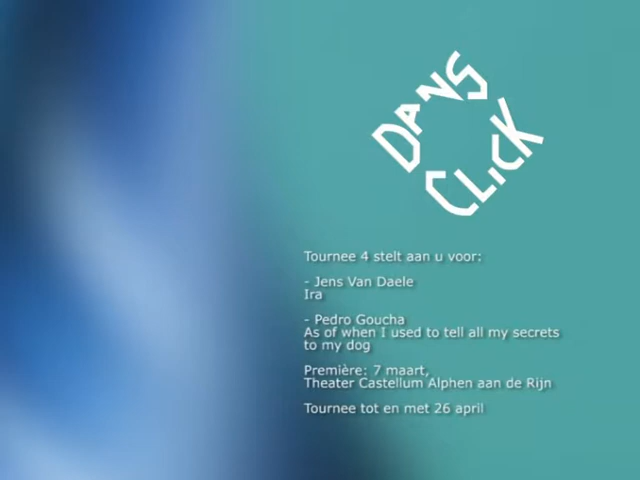 DANS
CLICK
Tournee 4 stelt aan u voor:
- Jens Van Daele
Ira
- Pedro Goucha
As of when I used to tell all my secrets
to my dog
Première: 7 maart,
Theater Castellum Alphen aan de Rijn
Tournee tot en met 26 april